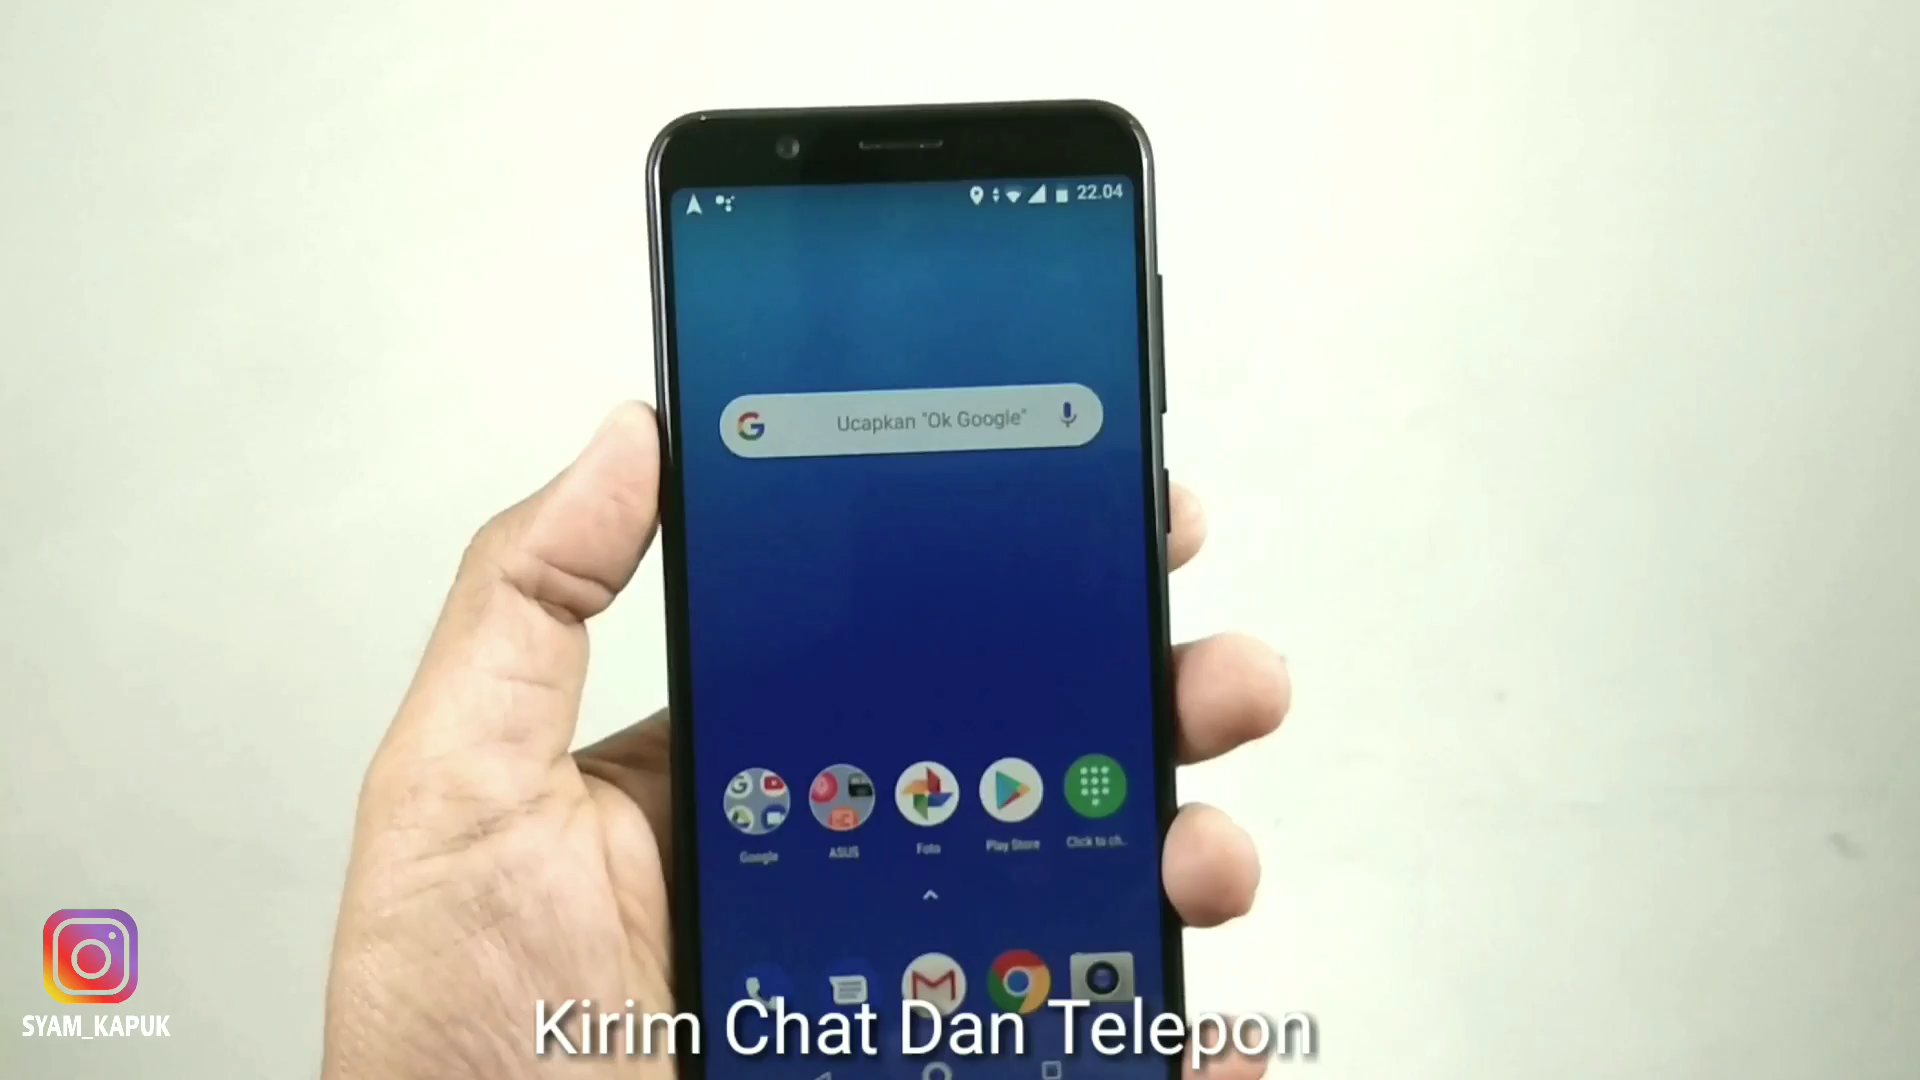 22.04
Ucapkan "Ok Google"
Google
ASUS
Foto
Play Store
Click to ch..
Kirim Chat Dan Telepon
SYAM_KAPUK